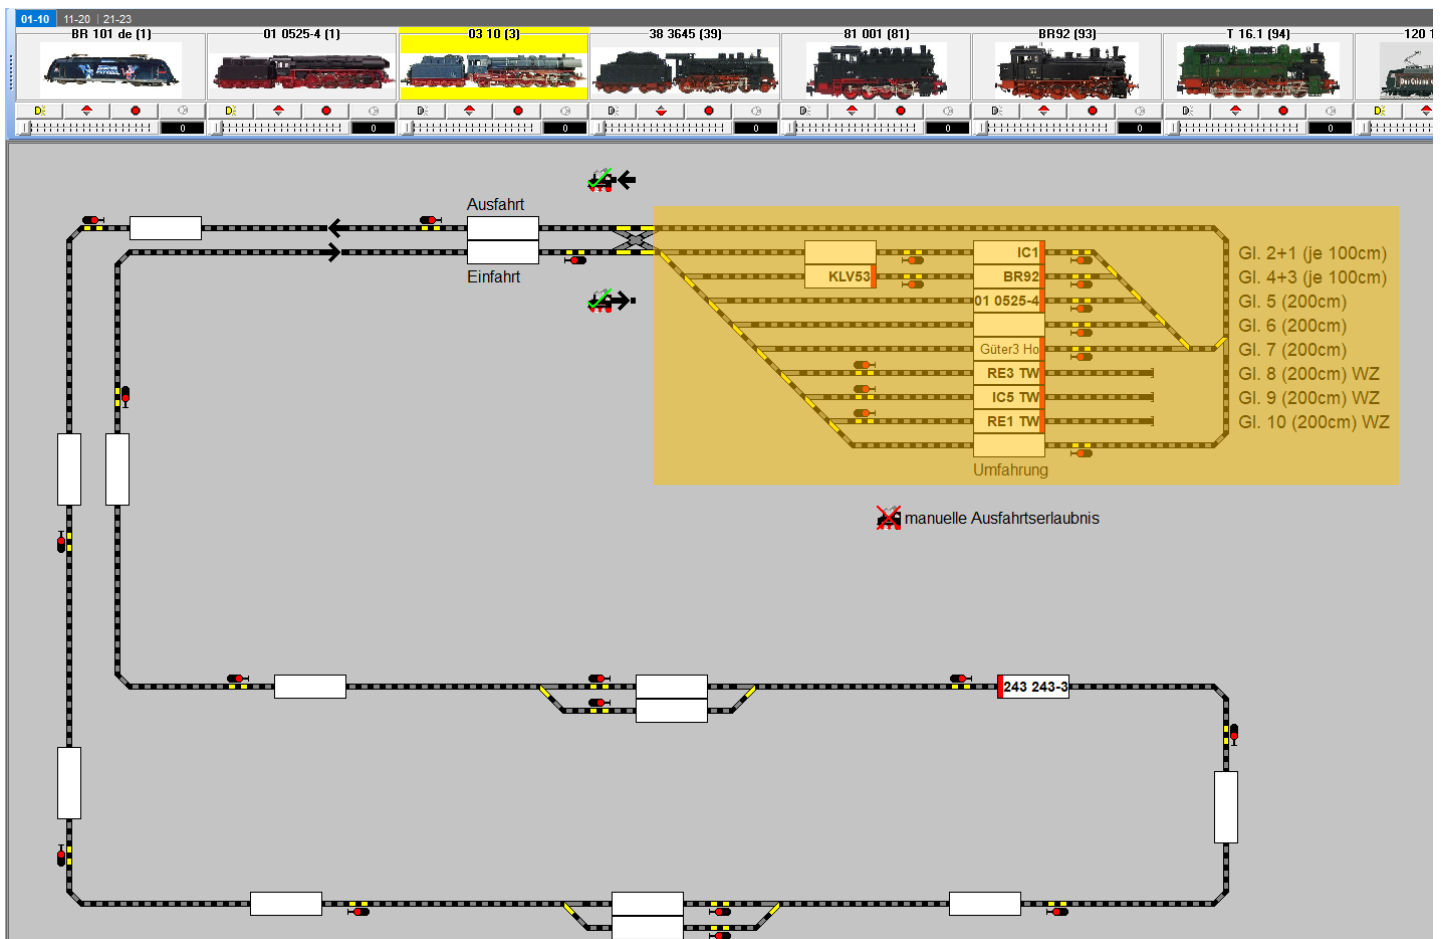 01-10 11-20 21-23
BR 101 de (1) 01 0525-4 (1) 03 10 (3) 38 3645 (39) 81 001 (81) BR92 (93) T 16.1 (94) 120 1
0 0 0 0 0 0 0
Ausfahrt
Einfahrt
IC1 Gl. 2+1 (je 100cm)
KLV53 BR92 Gl. 4+3 (je 100cm)
01 0525-4 Gl. 5 (200cm)
Gl. 6 (200cm)
Güter3 Ho Gl. 7 (200cm)
RE3 TW Gl. 8 (200cm) WZ
IC5 TW Gl. 9 (200cm) WZ
RE1 TW Gl. 10 (200cm) WZ
Umfahrung
manuelle Ausfahrtserlaubnis
243 243-3